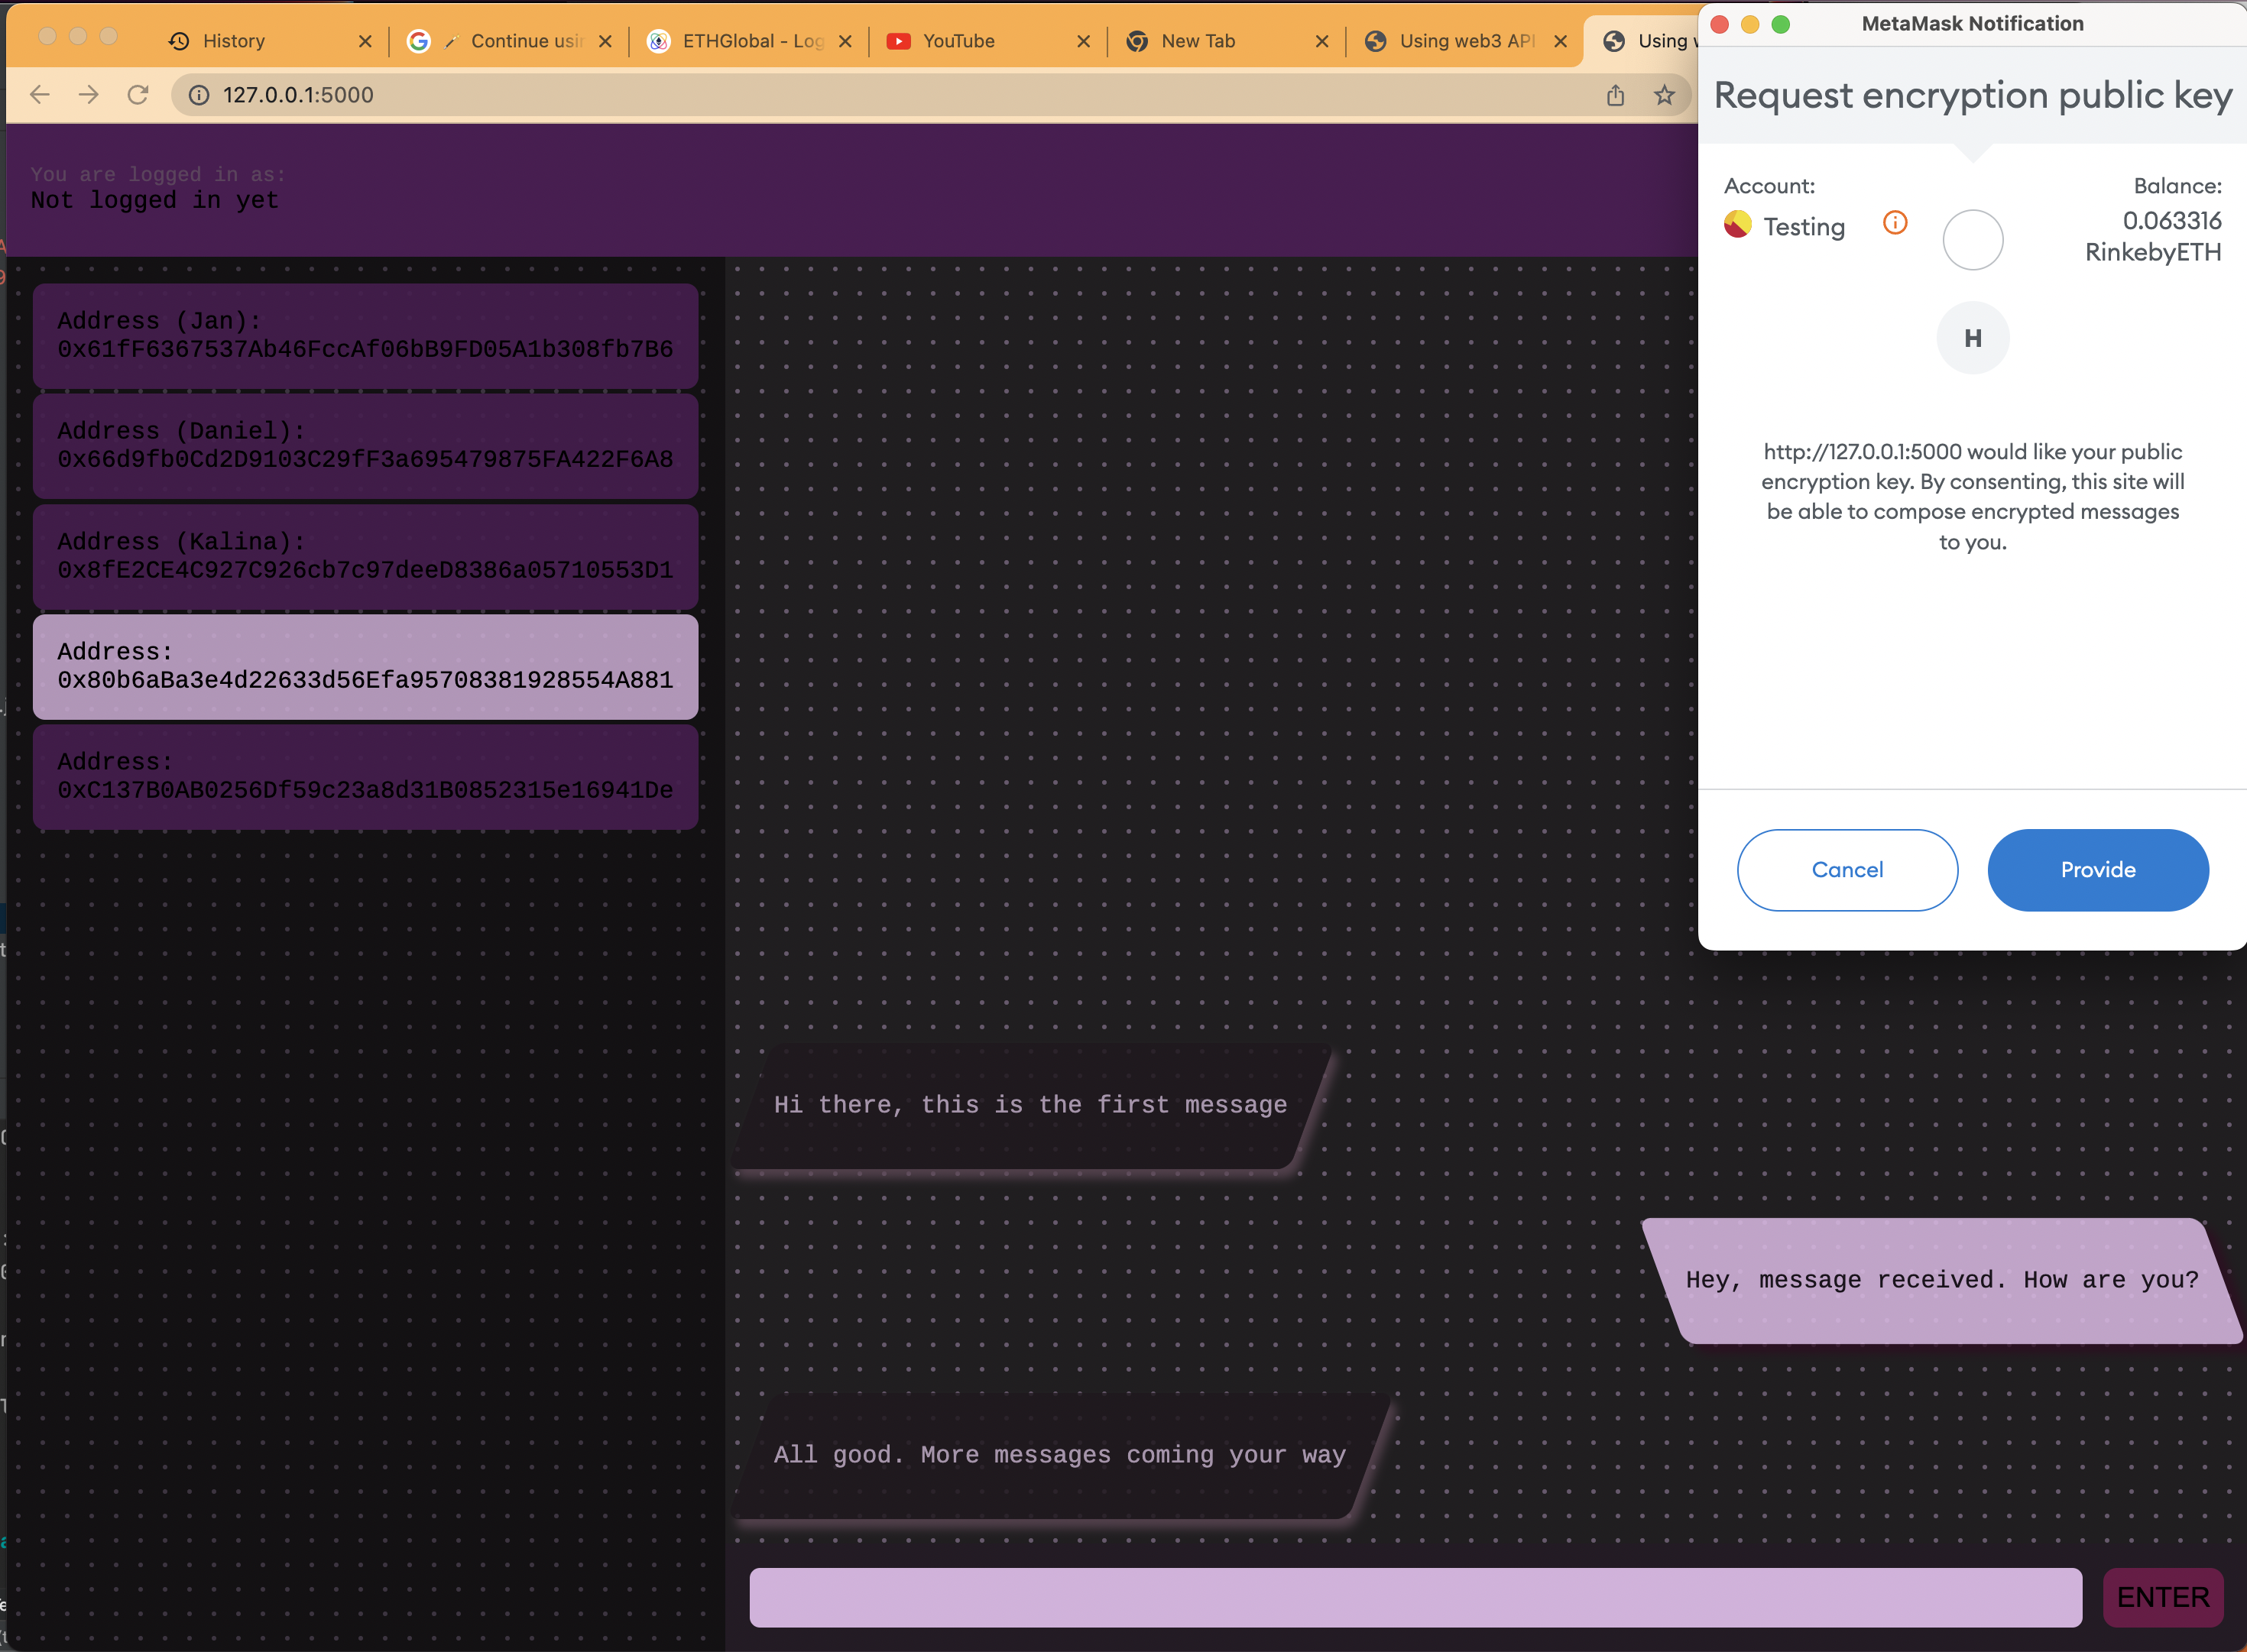 History
Continue usin
ETHGlobal - Log
YouTube
New Tab
Using web3 API
Using w
127.0.0.1:5000
You are logged in as:
Not logged in yet
Address (Jan):
0x61fF6367537Ab46FccAf06bB9FD05A1b308fb7B6
Address (Daniel):
0x66d9fb0Cd2D9103C29fF3a695479875FA422F6A8
Address (Kalina):
0x8fE2CE4C927C926cb7c97deeD8386a05710553D1
Address:
0x80b6aBa3e4d22633d56Efa95708381928554A881
Address:
0xC137B0AB0256Df59c23a8d31B0852315e16941De
Hi there, this is the first message
Hey, message received. How are you?
All good. More messages coming your way
ENTER
MetaMask Notification
Request encryption public key
Account:
Testing
Balance:
0.063316
RinkebyETH
H
http://127.0.0.1:5000 would like your public
encryption key. By consenting, this site will
be able to compose encrypted messages
to you.
Cancel
Provide